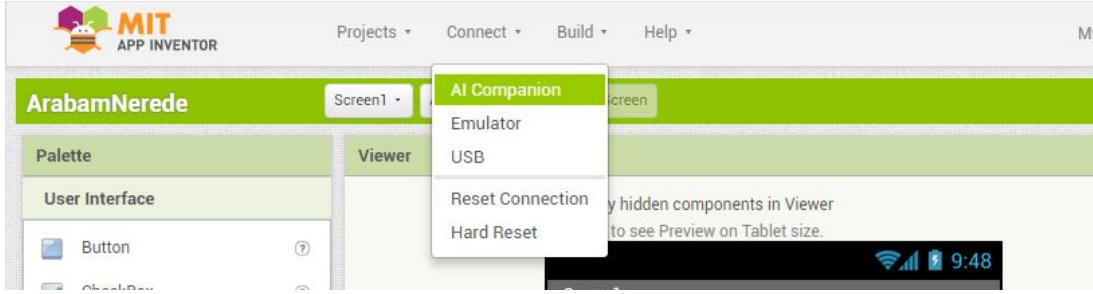 MIT
APP INVENTOR
Projects Connect Build Help
ArabamNerede
Screen1
AI Companion
Emulator
USB
Reset Connection
Hard Reset
Screen
Palette
Viewer
User Interface
hidden components in Viewer
to see Preview on Tablet size.
Button
9:48